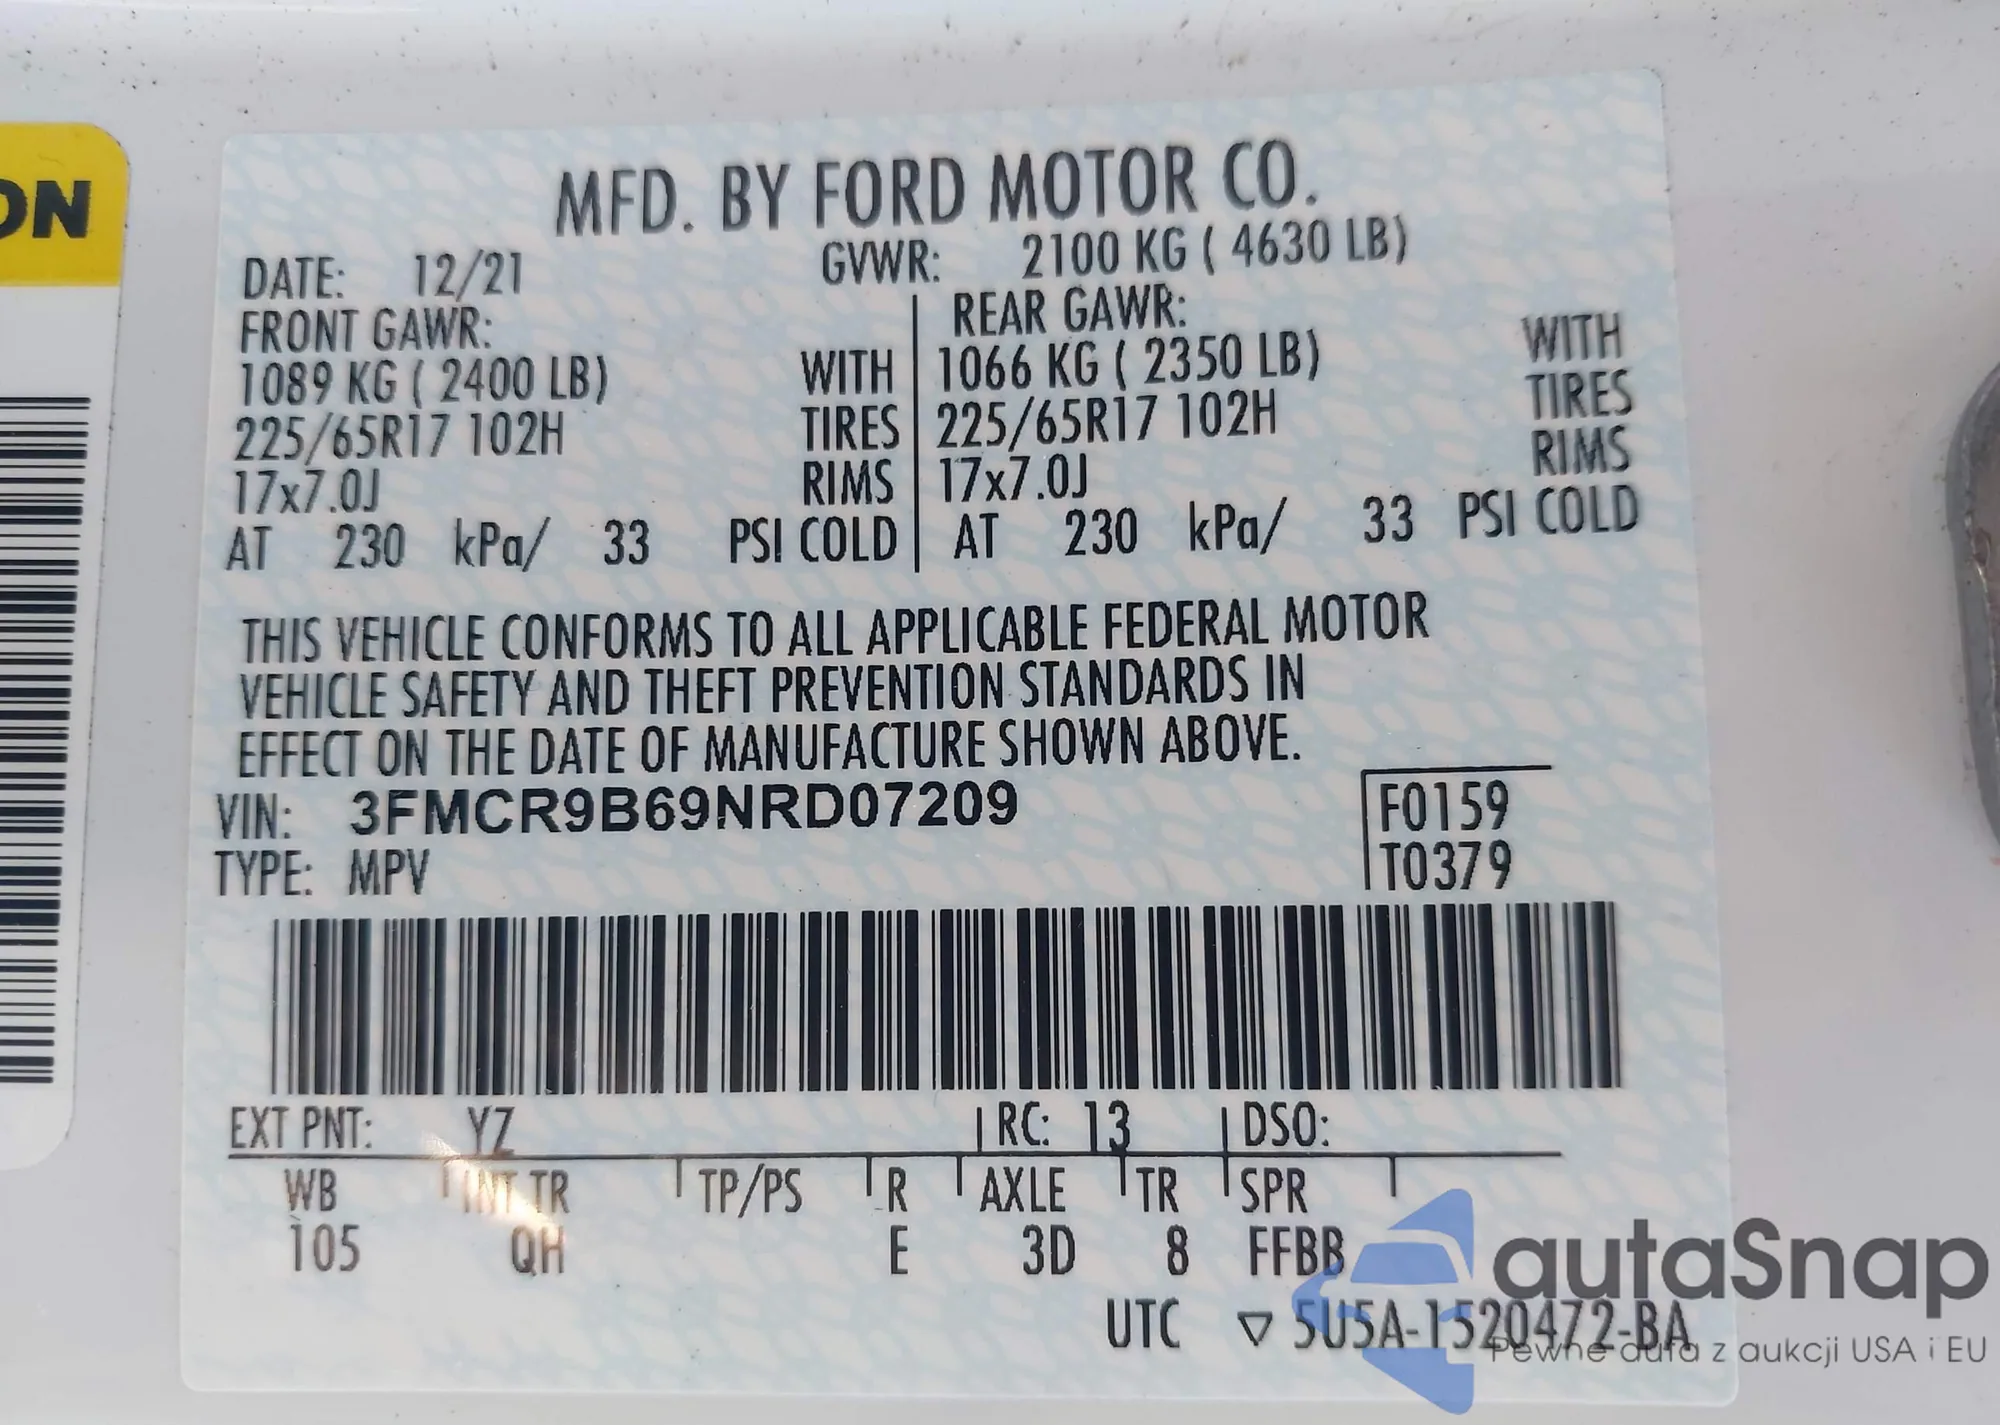 ON
MFD. BY FORD MOTOR CO.
DATE: 12/21 GVWR: 2100 KG ( 4630 LB)
FRONT GAWR: REAR GAWR:
1089 KG ( 2400 LB) WITH 1066 KG ( 2350 LB) WITH
225/65R17 102H TIRES 225/65R17 102H TIRES
17x7.0J RIMS 17x7.0J RIMS
AT 230 kPa/ 33 PSI COLD AT 230 kPa/ 33 PSI COLD
THIS VEHICLE CONFORMS TO ALL APPLICABLE FEDERAL MOTOR
VEHICLE SAFETY AND THEFT PREVENTION STANDARDS IN
EFFECT ON THE DATE OF MANUFACTURE SHOWN ABOVE.
VIN: 3FMCR9B69NRD07209 F0159
TYPE: MPV T0379
EXT PNT: YZ RC: 13 DSO:
WB INT TR TP/PS R AXLE TR SPR
105 QH E 3D 8 FFBB
UTC ▽ 5U5A-1520472-BA
autaSnap
Pewne auta z aukcji USA i EU